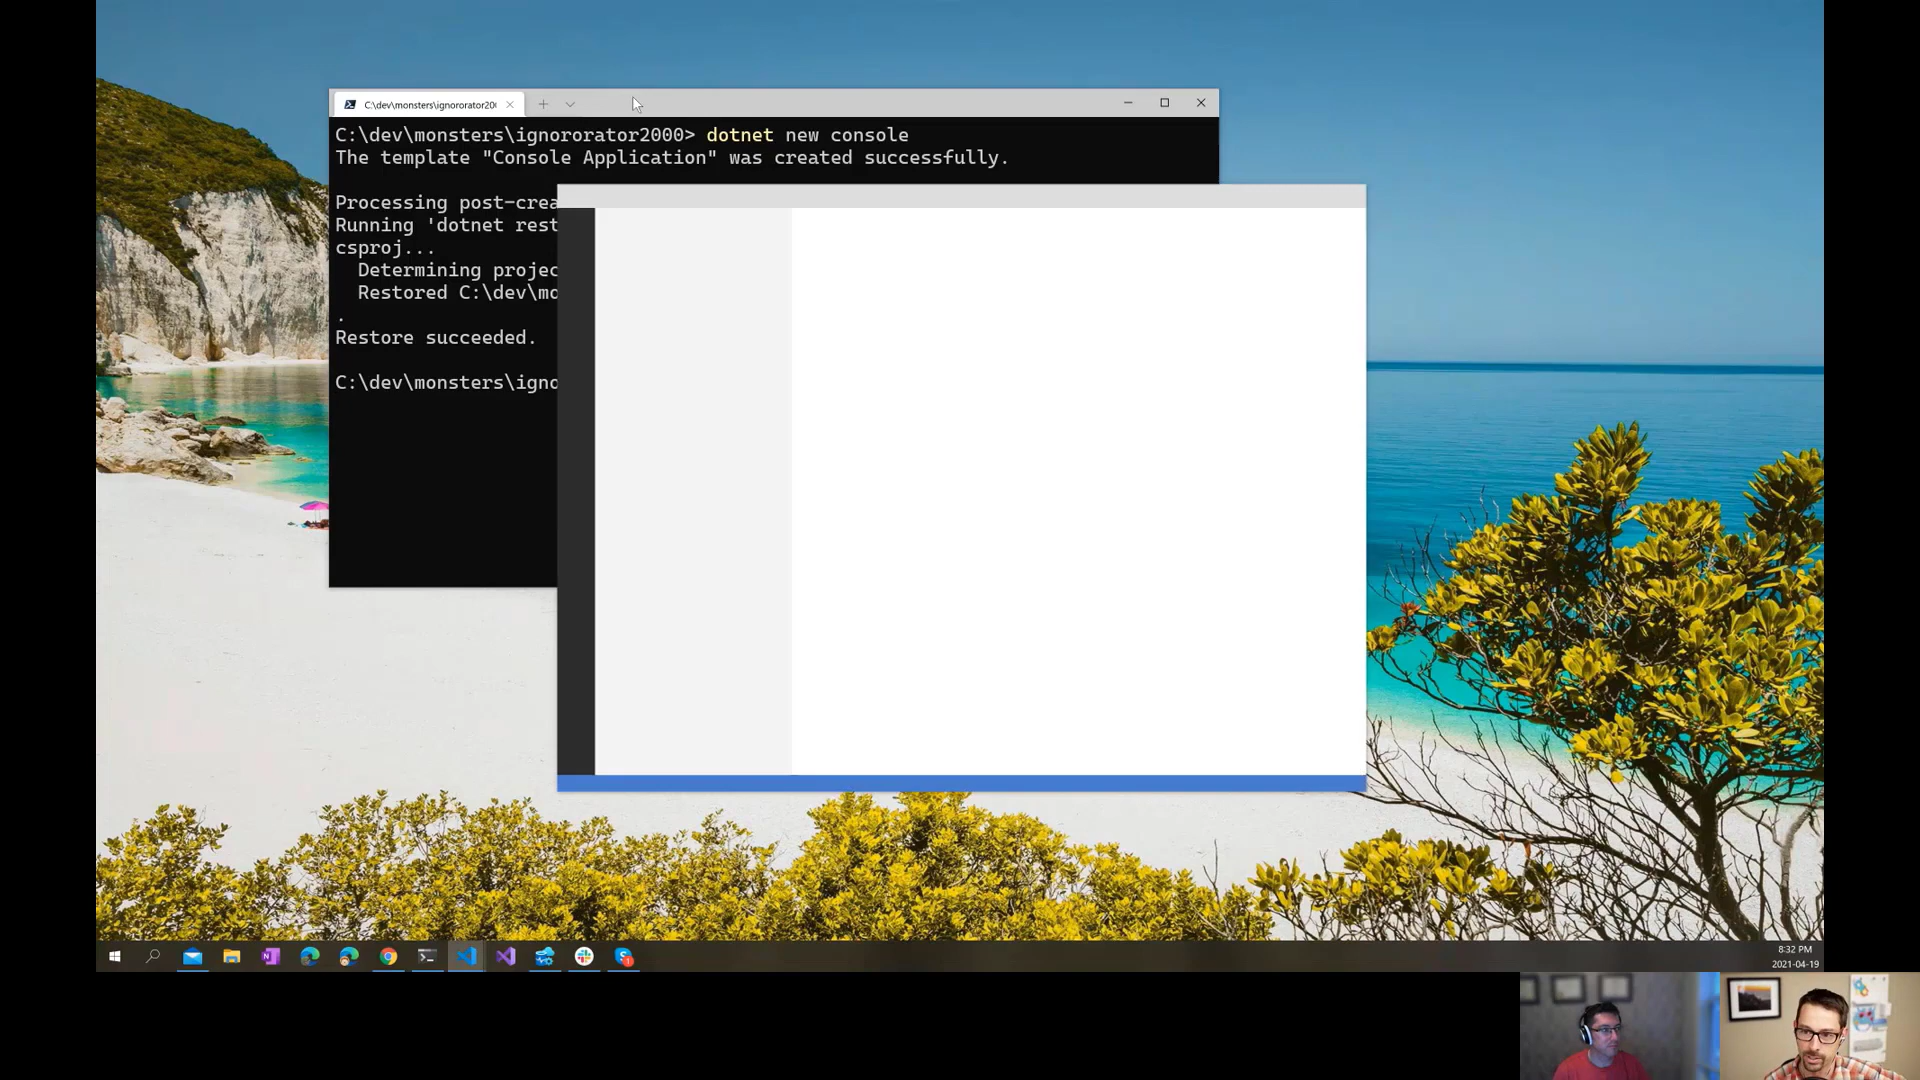 C:\dev\monsters\ignororator200
C:\dev\monsters\ignororator2000> dotnet new console
The template "Console Application" was created successfully.
Processing post-crea
Running 'dotnet rest
csproj...
Determining projec
Restored C:\dev\mo
.
Restore succeeded.
C:\dev\monsters\igno
8:32 PM
2021-04-19